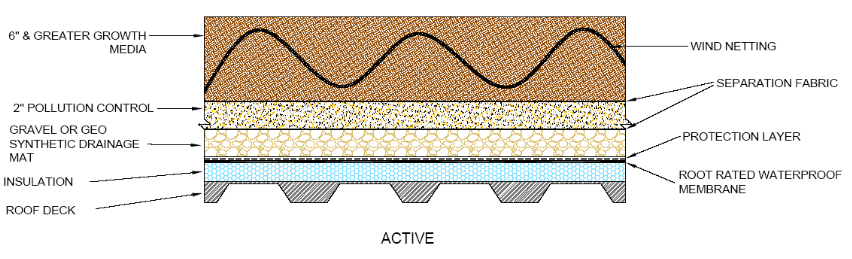 6" & GREATER GROWTH
MEDIA
WIND NETTING
SEPARATION FABRIC
2" POLLUTION CONTROL
GRAVEL OR GEO
SYNTHETIC DRAINAGE
MAT
PROTECTION LAYER
INSULATION
ROOT RATED WATERPROOF
MEMBRANE
ROOF DECK
ACTIVE